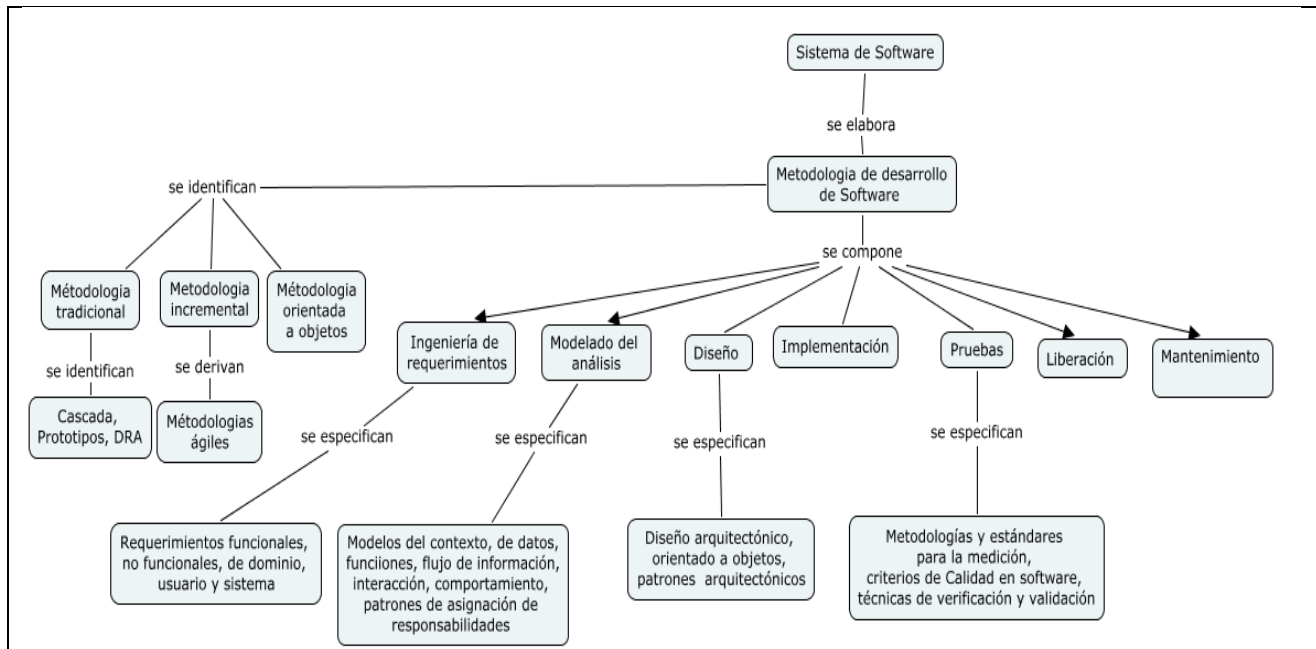 Sistema de Software
se elabora
Metodologia de desarrollo
de Software
se identifican
se compone
Métodologia
tradicional
Metodologia
incremental
Métodologia
orientada
a objetos
se identifican
se derivan
Cascada,
Prototipos, DRA
Métodologias
ágiles
Ingeniería de
requerimientos
Modelado del
análisis
Diseño
Implementación
Pruebas
Liberación
Mantenimiento
se especifican
se especifican
se especifican
se especifican
Requerimientos funcionales,
no funcionales, de dominio,
usuario y sistema
Modelos del contexto, de datos,
funciiones, flujo de información,
interacción, comportamiento,
patrones de asignación de
responsabilidades
Diseño arquitectónico,
orientado a objetos,
patrones arquitectónicos
Metodologías y estándares
para la medición,
criterios de Calidad en software,
técnicas de verificación y validación